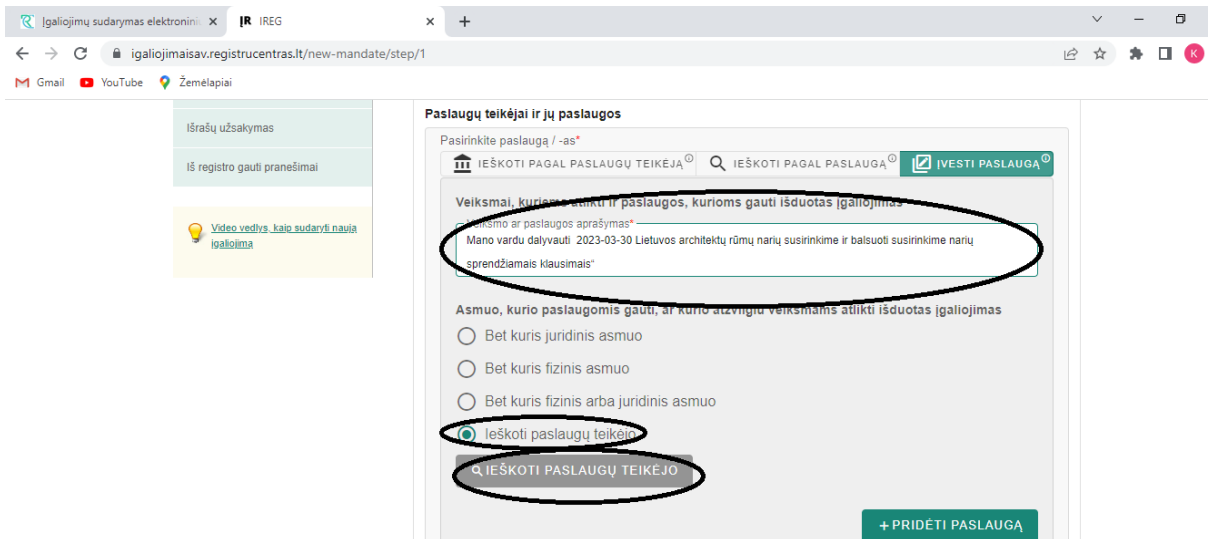 Įgaliojimų sudarymas elektronini
IREG
igaliojimaisav.registrucentras.lt/new-mandate/step/1
Gmail
YouTube
Žemėlapiai
K
Išrašų užsakymas
Iš registro gauti pranešimai
Video vedlys, kaip sudaryti naują
įgaliojimą
Paslaugų teikėjai ir jų paslaugos
Pasirinkite paslaugą / -as*
IEŠKOTI PAGAL PASLAUGŲ TEIKĖJĄ
IEŠKOTI PAGAL PASLAUGĄ
ĮVESTI PASLAUGĄ
Veiksmai, kuriems atlikti ir paslaugos, kurioms gauti išduotas įgaliojimas
Veiksmo ar paslaugos aprašymas*
Mano vardu dalyvauti 2023-03-30 Lietuvos architektų rūmų narių susirinkime ir balsuoti susirinkime narių
sprendžiamais klausimais“
Asmuo, kurio paslaugomis gauti, ar kurio atžvilgiu veiksmams atlikti išduotas įgaliojimas
Bet kuris juridinis asmuo
Bet kuris fizinis asmuo
Bet kuris fizinis arba juridinis asmuo
Ieškoti paslaugų teikėjo
IEŠKOTI PASLAUGŲ TEIKĖJO
+ PRIDĖTI PASLAUGĄ